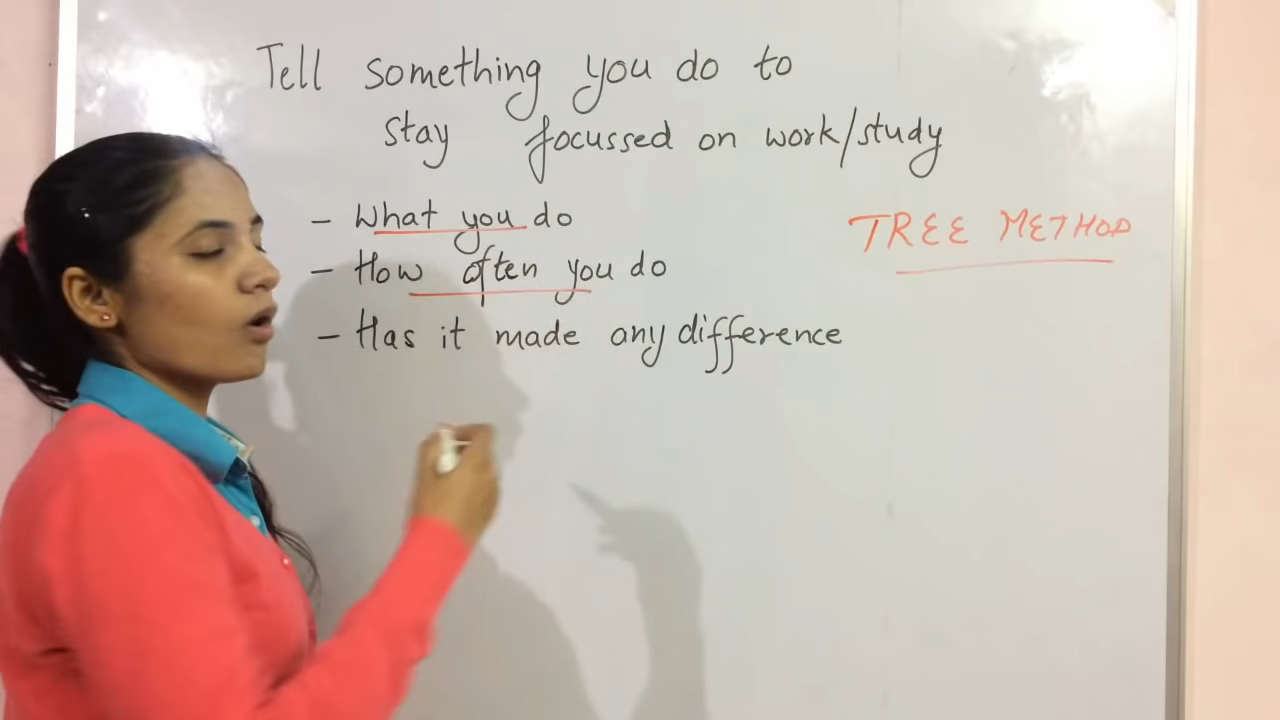 Tell something you do to
stay focussed on work/study
- What you do
TREE METHOD
- How often you do
- Has it made any difference